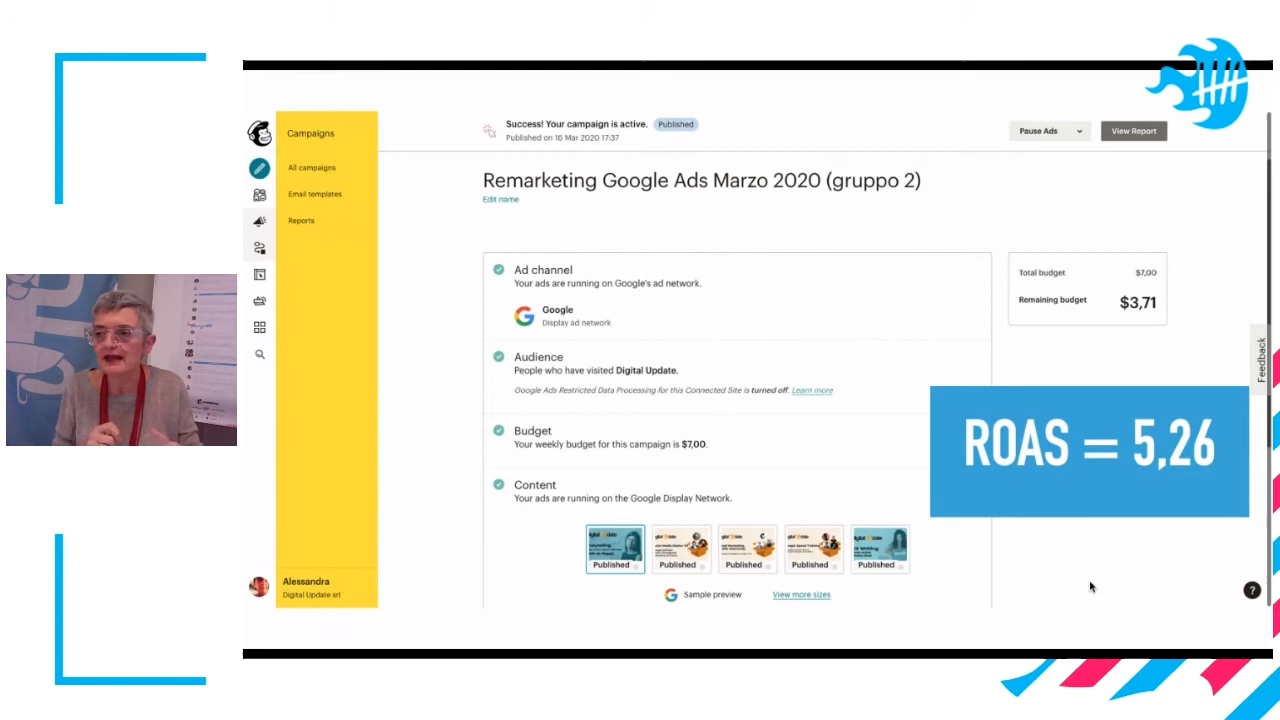 Campaigns
All campaigns
Email templates
Reports
Alessandra
Digital Update srl
Success! Your campaign is active. Published
Published on 16 Mar 2020 17:37
Pause Ads
View Report
Remarketing Google Ads Marzo 2020 (gruppo 2)
Edit name
Ad channel
Your ads are running on Google's ad network.
Google
Display ad network
Audience
People who have visited Digital Update.
Google Ads Restricted Data Processing for this Connected Site is turned off. Learn more
Budget
Your weekly budget for this campaign is $7,00.
Content
Your ads are running on the Google Display Network.
Published
Published
Published
Published
Published
Sample preview
View more sizes
Total budget $7,00
Remaining budget $3,71
Feedback
ROAS = 5,26
?